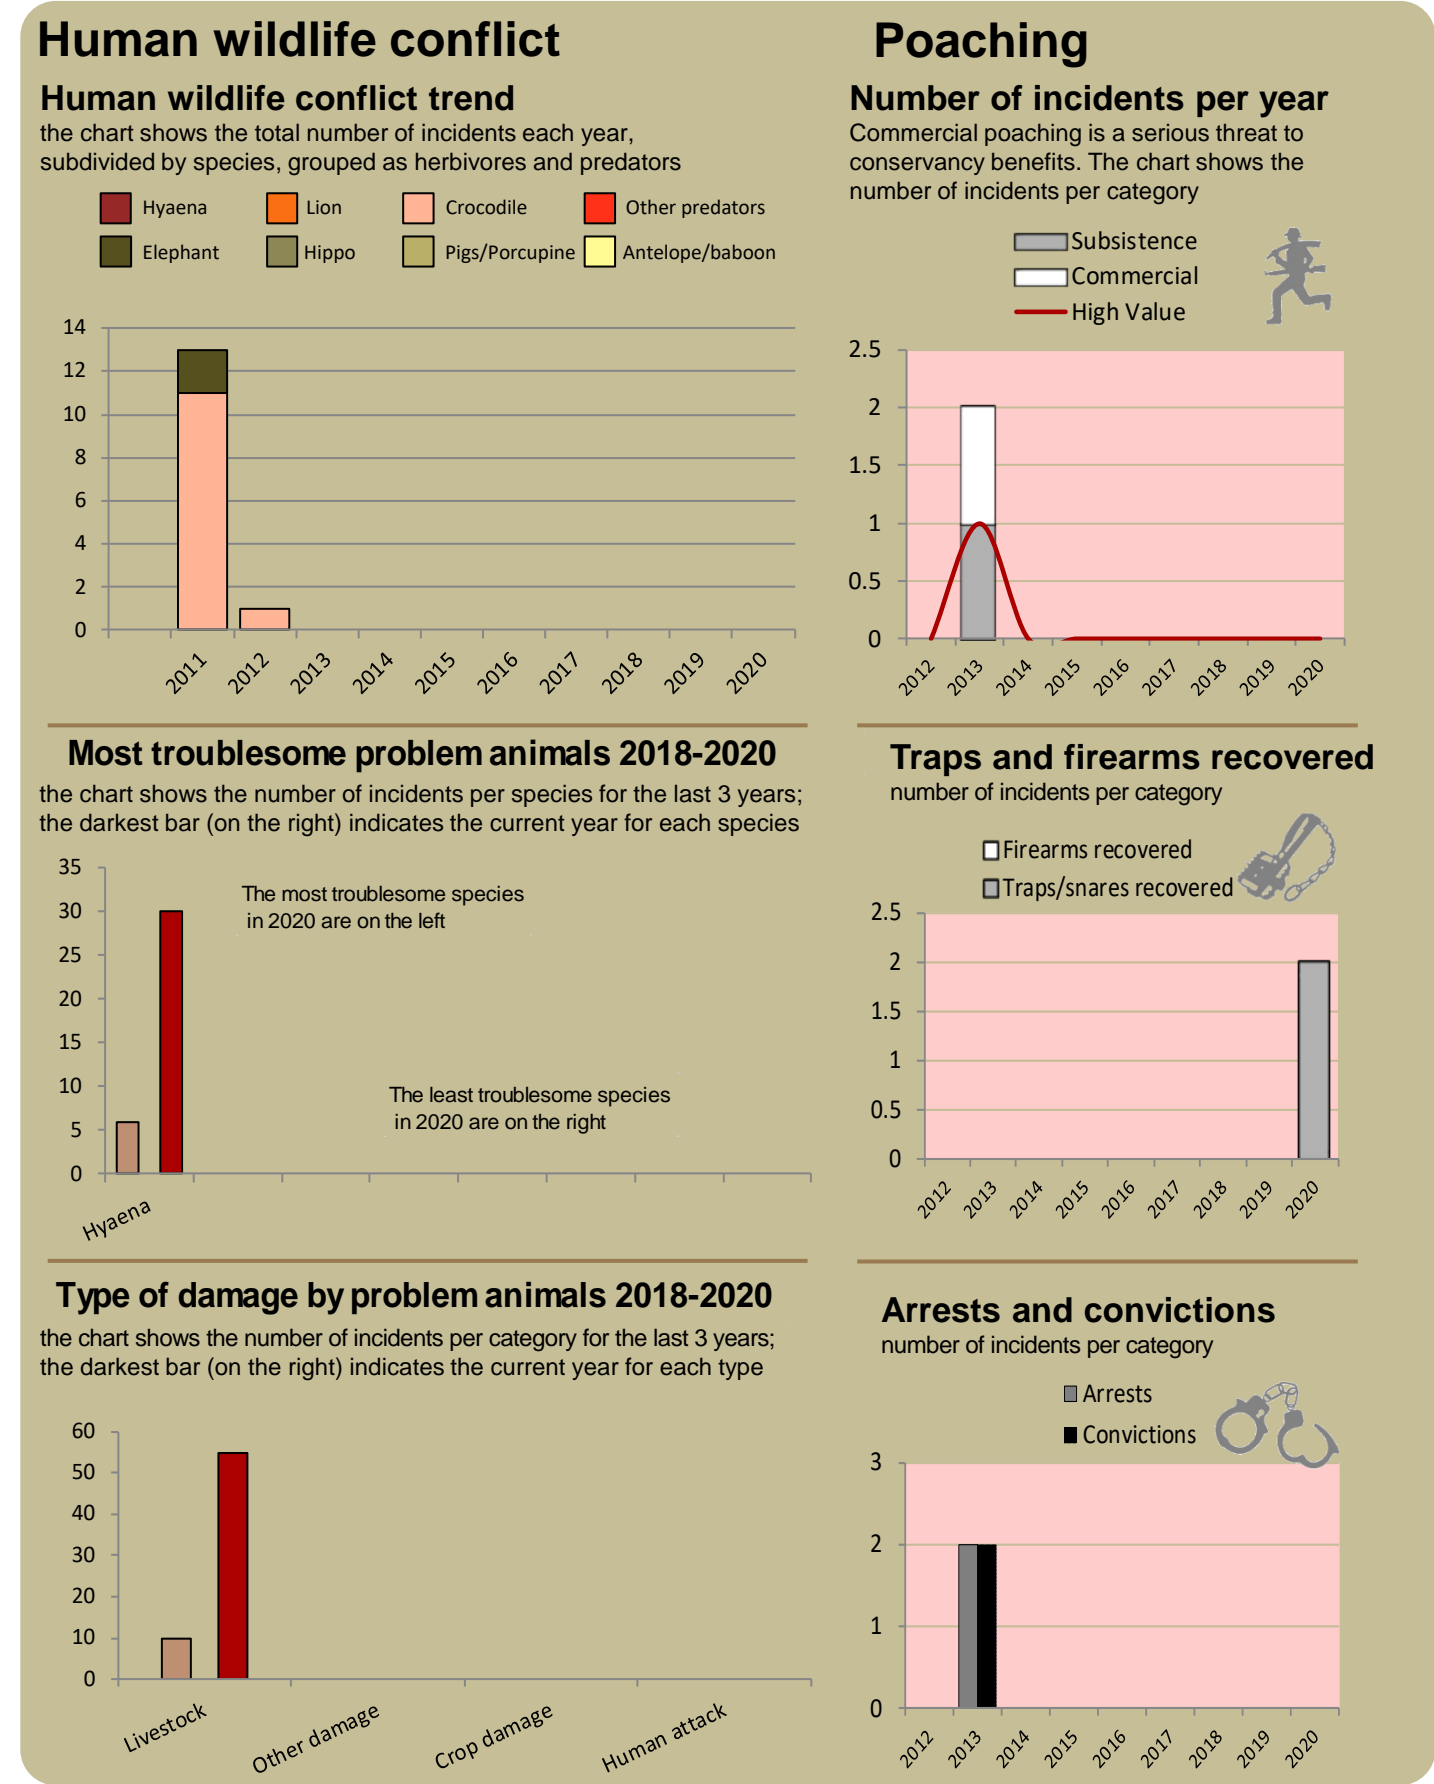 Human wildlife conflict
Human wildlife conflict trend
the chart shows the total number of incidents each year,
subdivided by species, grouped as herbivores and predators
Hyaena Lion Crocodile Other predators
Elephant Hippo Pigs/Porcupine Antelope/baboon
14
12
10
8
6
4
2
0
2011 2012 2013 2014 2015 2016 2017 2018 2019 2020
Most troublesome problem animals 2018-2020
the chart shows the number of incidents per species for the last 3 years;
the darkest bar (on the right) indicates the current year for each species
35
30
25
20
15
10
5
0
The most troublesome species
in 2020 are on the left
The least troublesome species
in 2020 are on the right
Hyaena
Type of damage by problem animals 2018-2020
the chart shows the number of incidents per category for the last 3 years;
the darkest bar (on the right) indicates the current year for each type
60
50
40
30
20
10
0
Livestock Other damage Crop damage Human attack
Poaching
Number of incidents per year
Commercial poaching is a serious threat to
conservancy benefits. The chart shows the
number of incidents per category
Subsistence
Commercial
High Value
2.5
2
1.5
1
0.5
0
2012 2013 2014 2015 2016 2017 2018 2019 2020
Traps and firearms recovered
number of incidents per category
Firearms recovered
Traps/snares recovered
2.5
2
1.5
1
0.5
0
2012 2013 2014 2015 2016 2017 2018 2019 2020
Arrests and convictions
number of incidents per category
Arrests
Convictions
3
2
1
0
2012 2013 2014 2015 2016 2017 2018 2019 2020